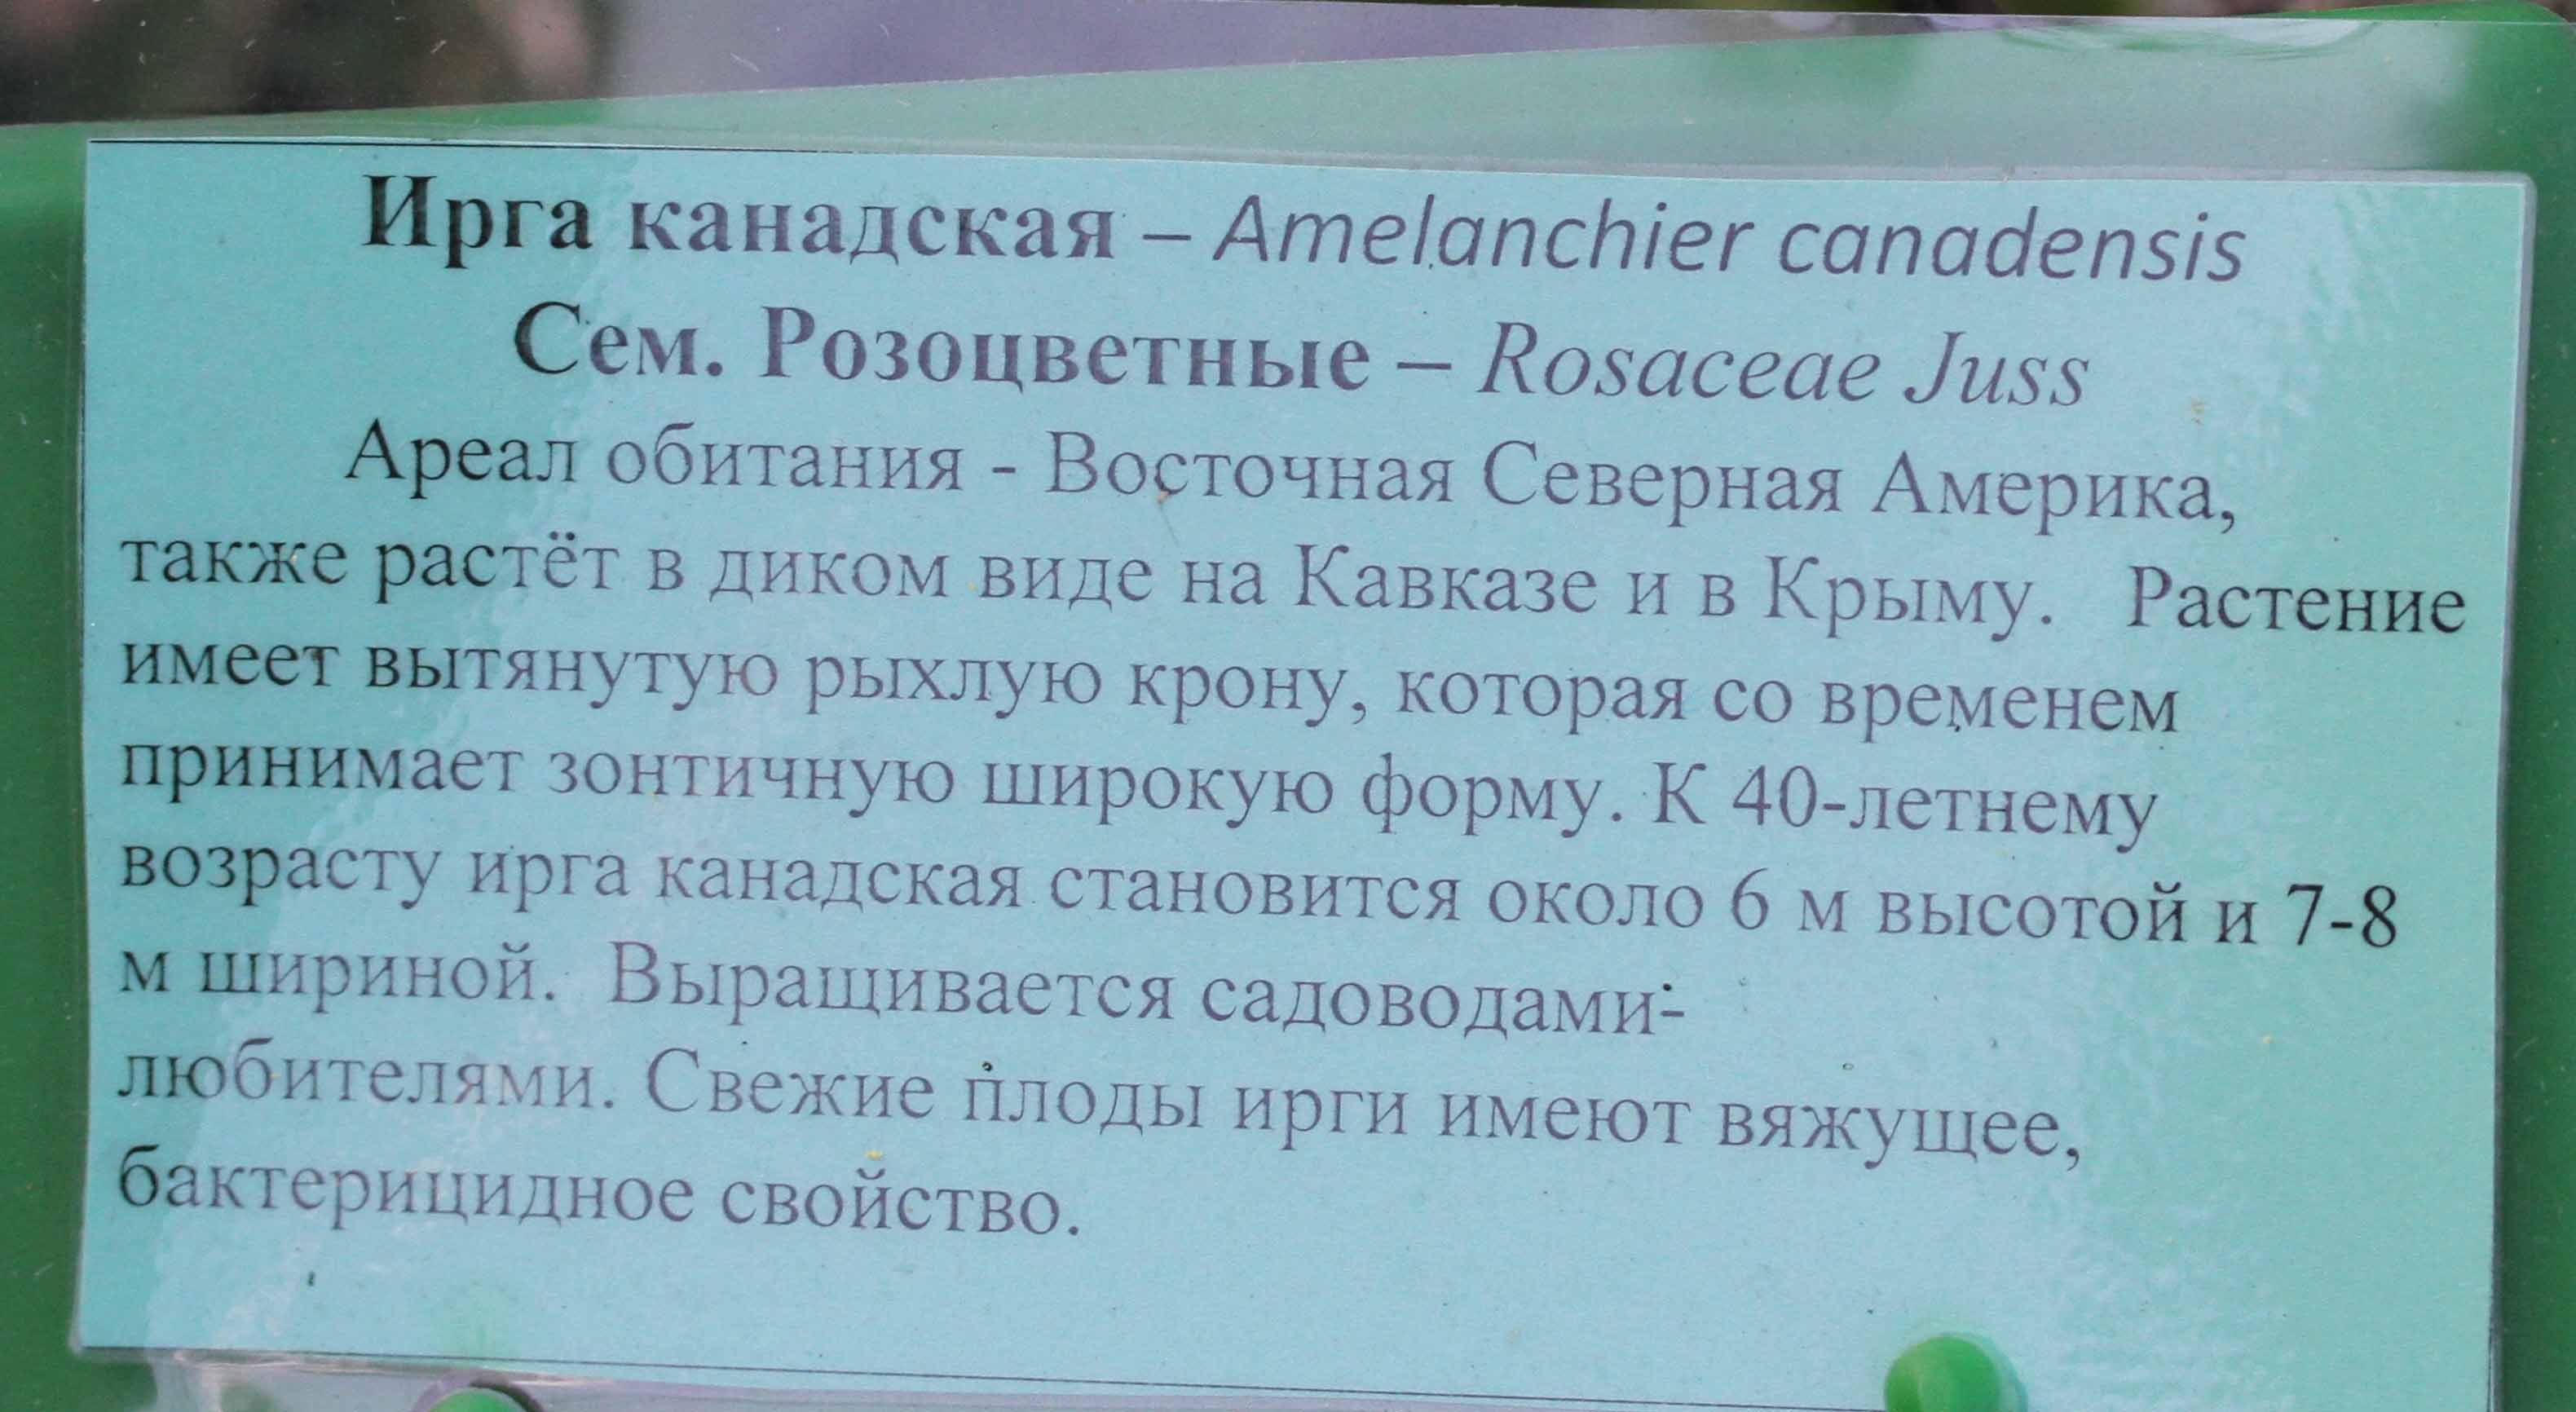 Ирга канадская – Amelanchier canadensis
Сем. Розоцветные – Rosaceae Juss
Ареал обитания - Восточная Северная Америка,
также растёт в диком виде на Кавказе и в Крыму. Растение
имеет вытянутую рыхлую крону, которая со временем
принимает зонтичную широкую форму. К 40-летнему
возрасту ирга канадская становится около 6 м высотой и 7-8
м шириной. Выращивается садоводами-
любителями. Свежие плоды ирги имеют вяжущее,
бактерицидное свойство.